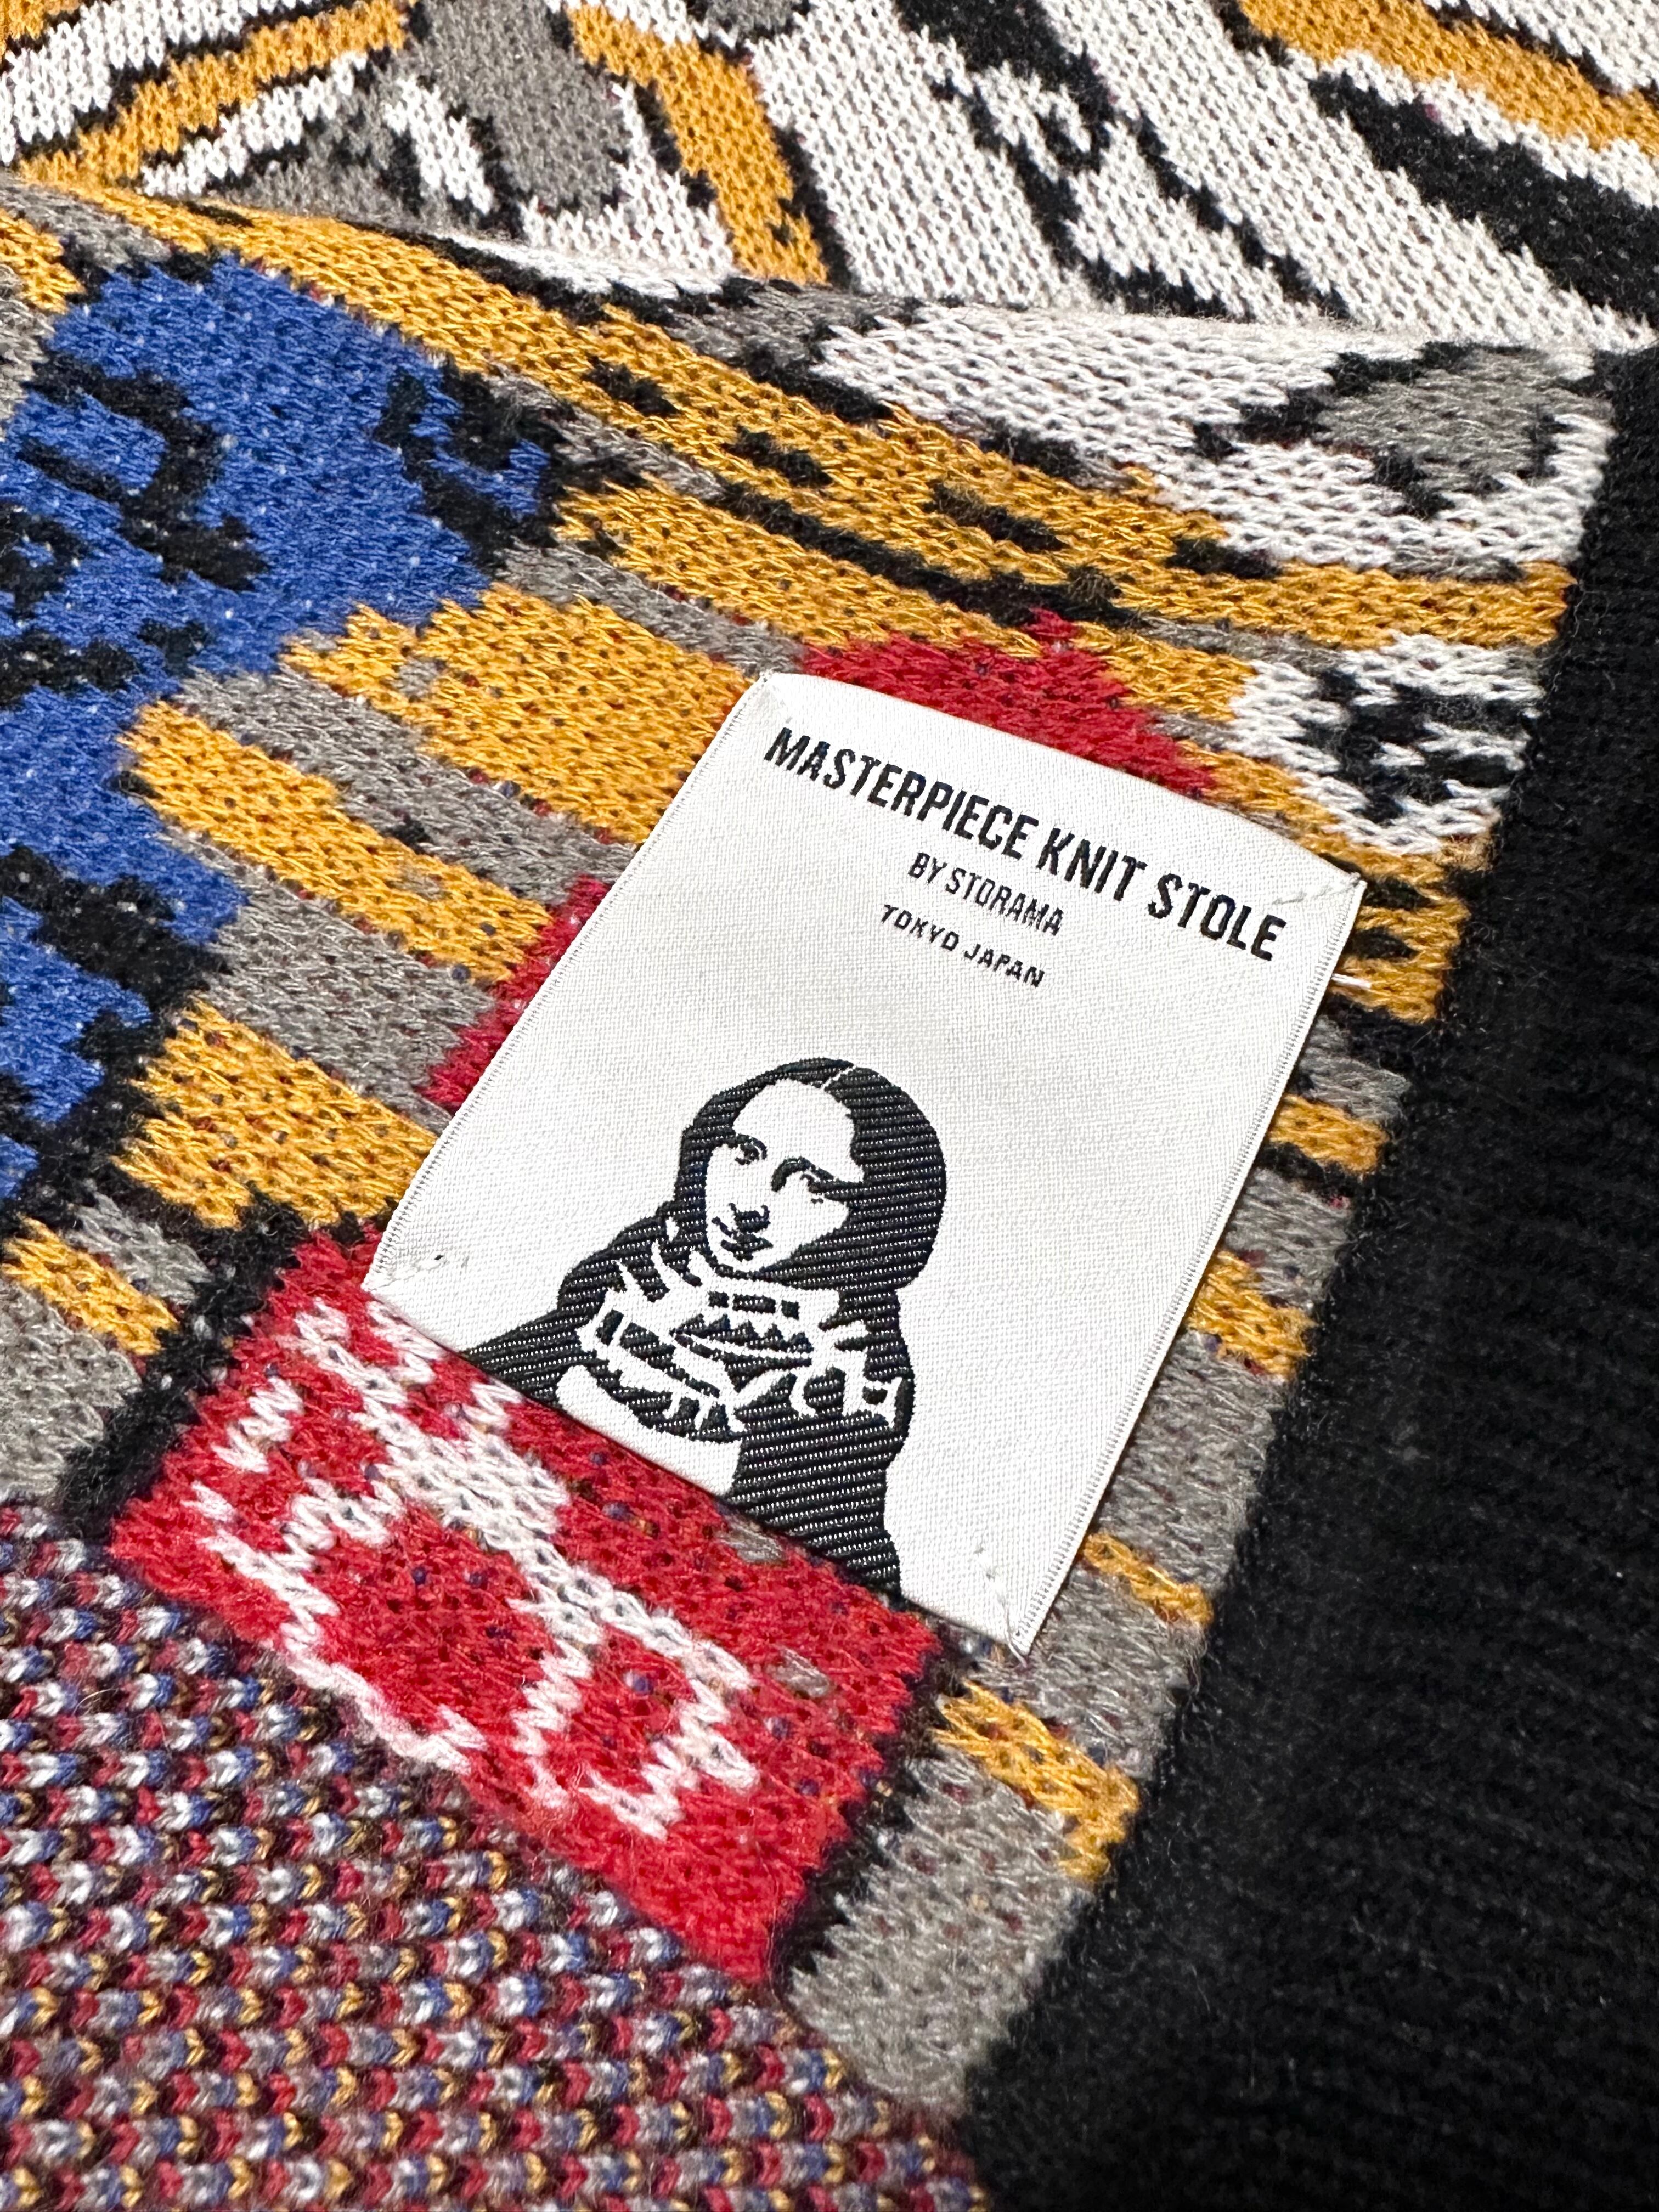 MASTERPIECE KNIT STOLE
BY STORAMA
TOKYO JAPAN